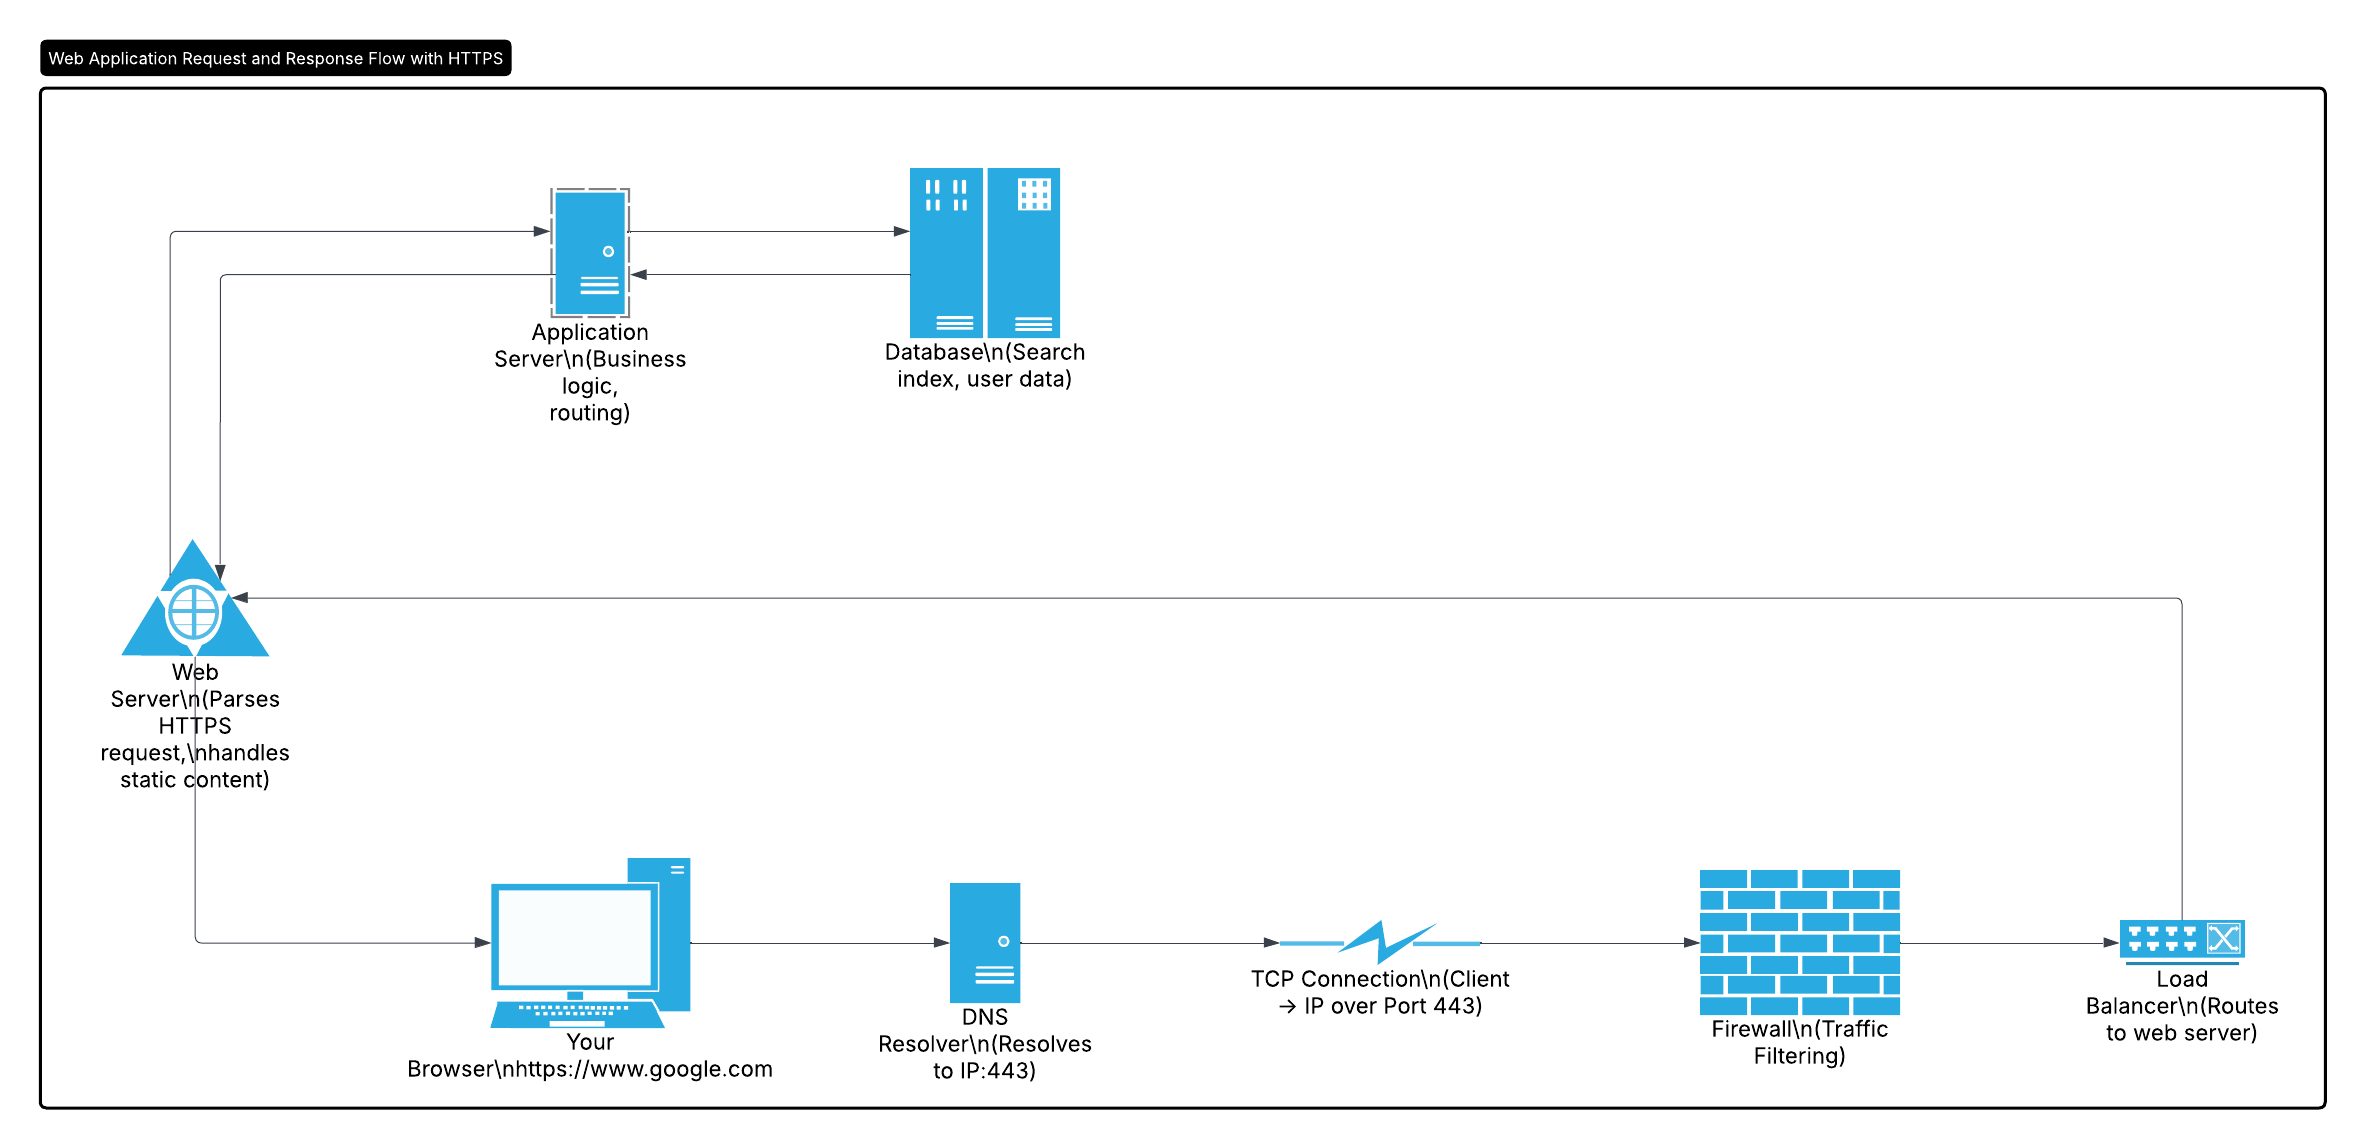 Web Application Request and Response Flow with HTTPS
Application
Server\n(Business
logic,
routing)
Database\n(Search
index, user data)
Web
Server\n(Parses
HTTPS
request,\nhandles
static content)
Your
Browser\nhttps://www.google.com
DNS
Resolver\n(Resolves
to IP:443)
TCP Connection\n(Client
→ IP over Port 443)
Firewall\n(Traffic
Filtering)
Load
Balancer\n(Routes
to web server)